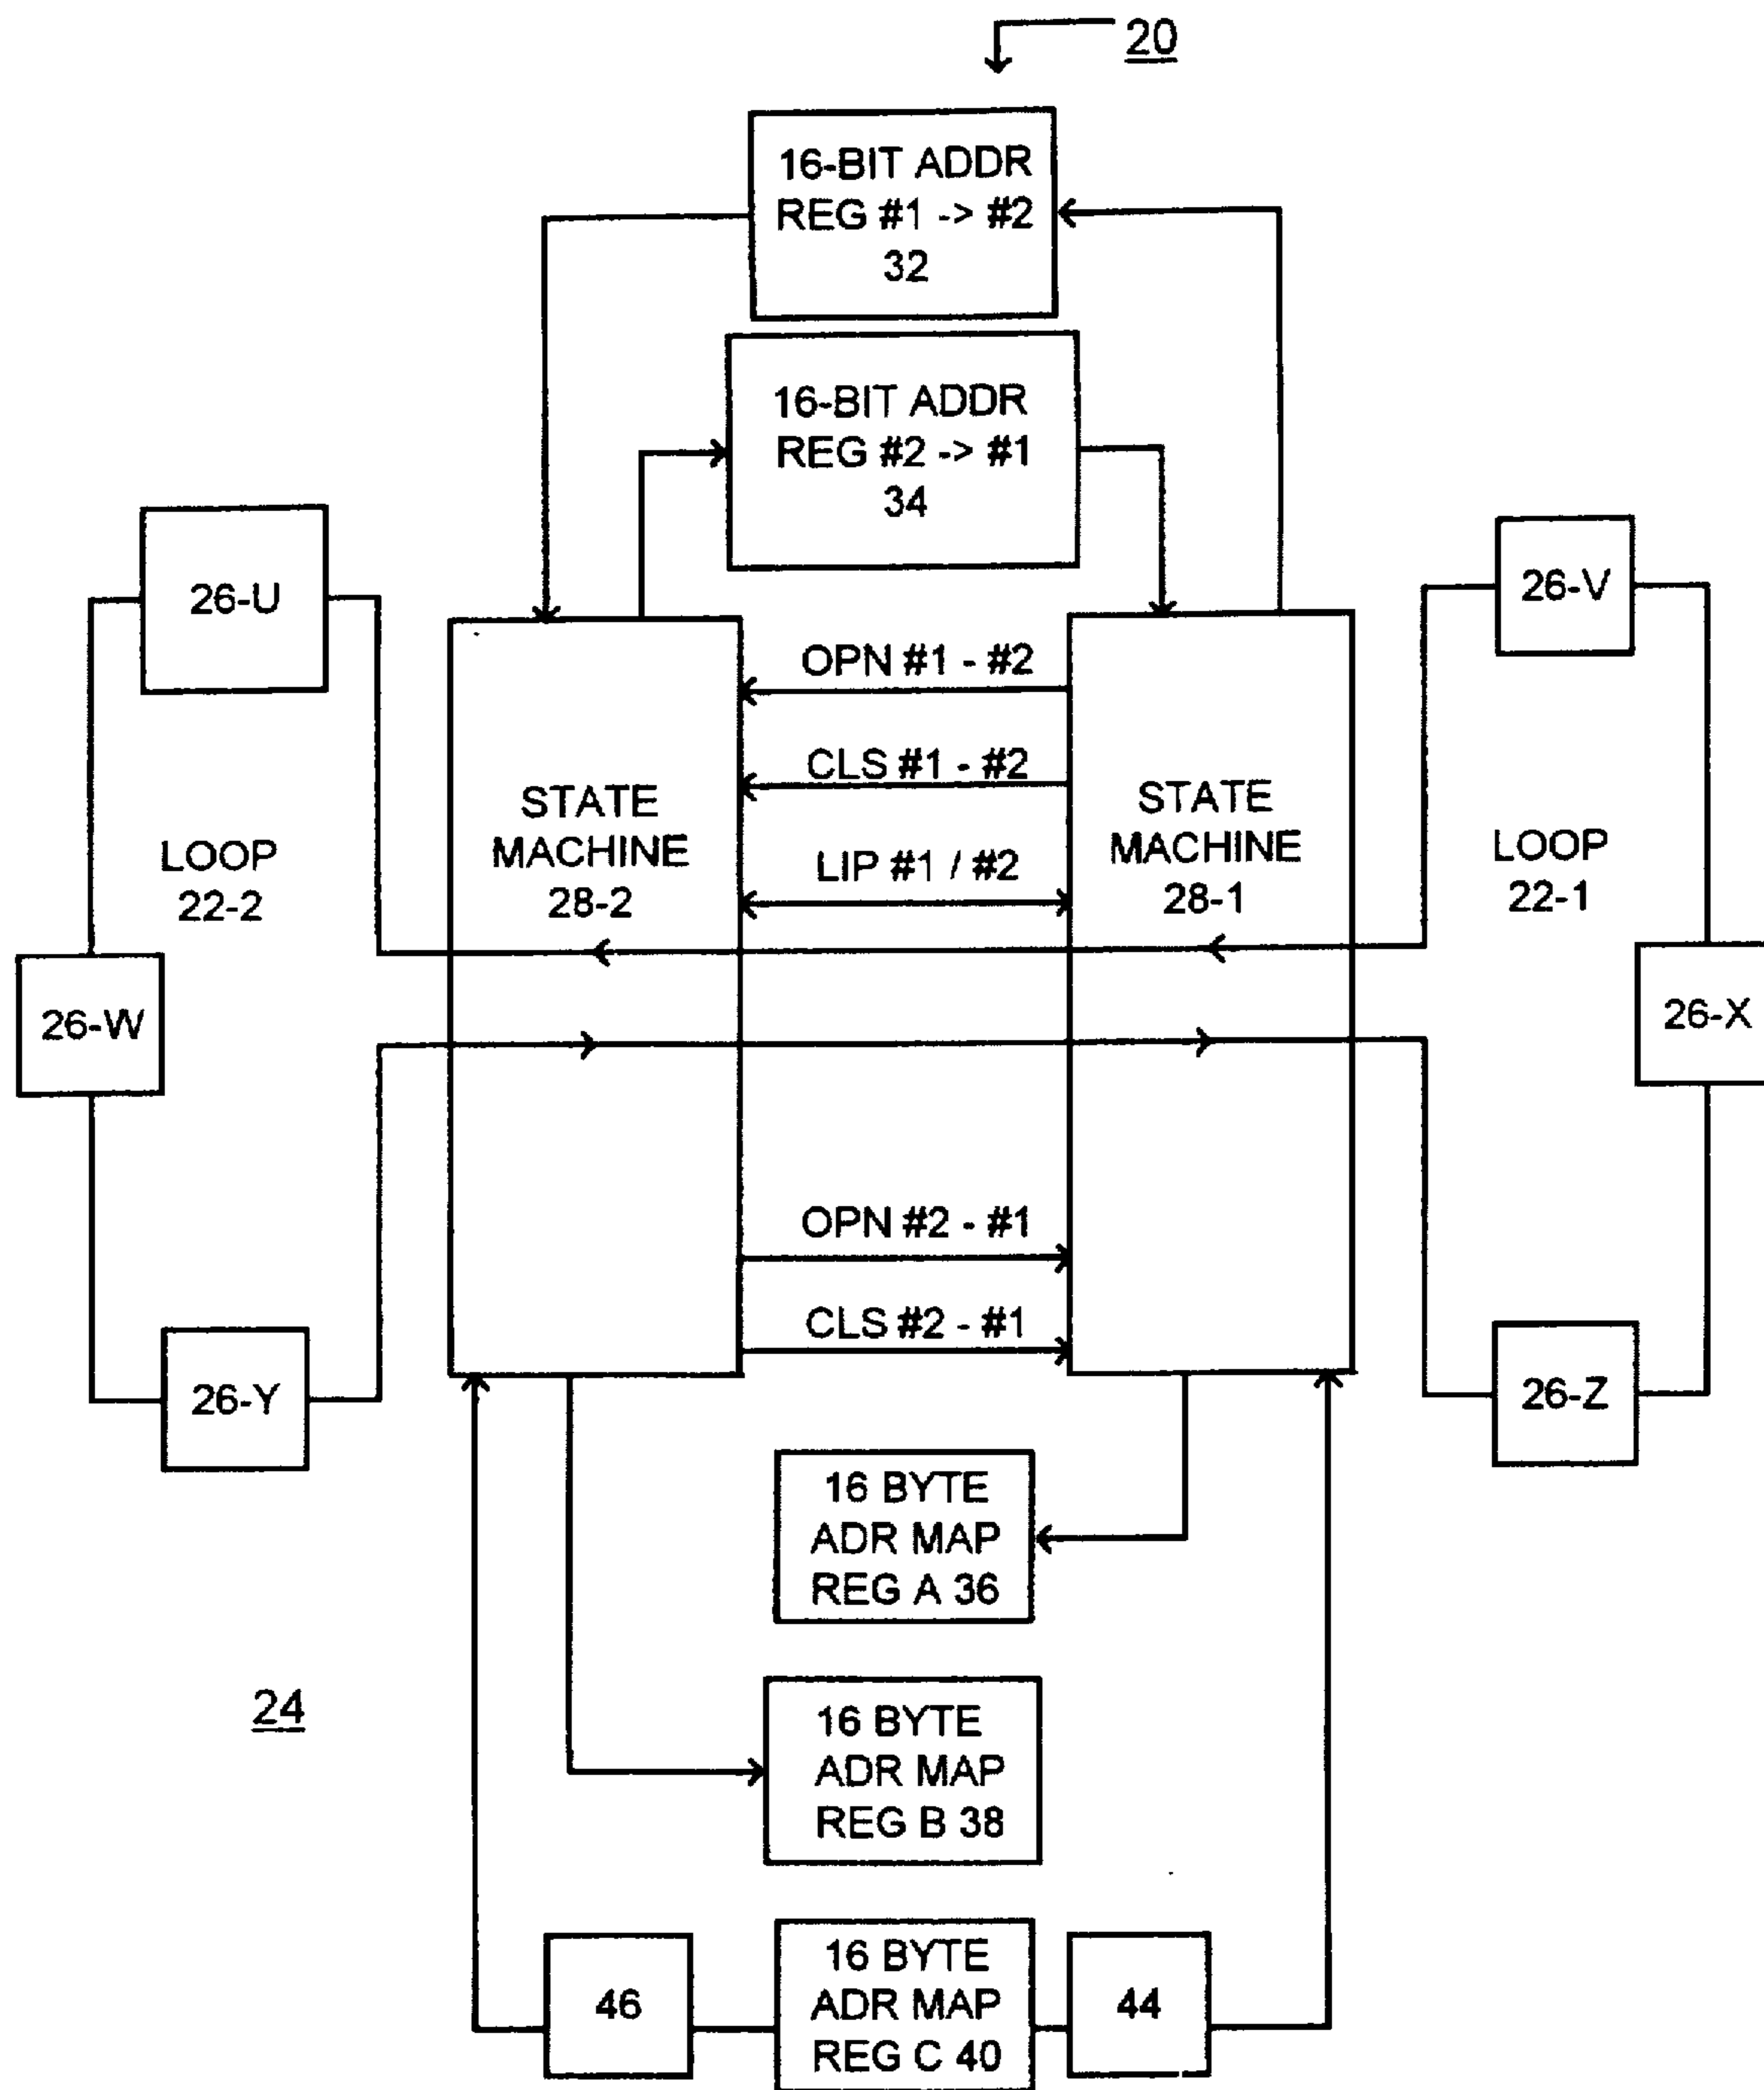 20
16-BIT ADDR
REG #1 -> #2
32
16-BIT ADDR
REG #2 -> #1
34
26-U
26-V
OPN #1 - #2
CLS #1 - #2
LIP #1 / #2
STATE
MACHINE
28-2
STATE
MACHINE
28-1
LOOP
22-2
LOOP
22-1
26-W
26-X
OPN #2 - #1
CLS #2 - #1
26-Y
26-Z
16 BYTE
ADR MAP
REG A 36
24
16 BYTE
ADR MAP
REG B 38
46
16 BYTE
ADR MAP
REG C 40
44